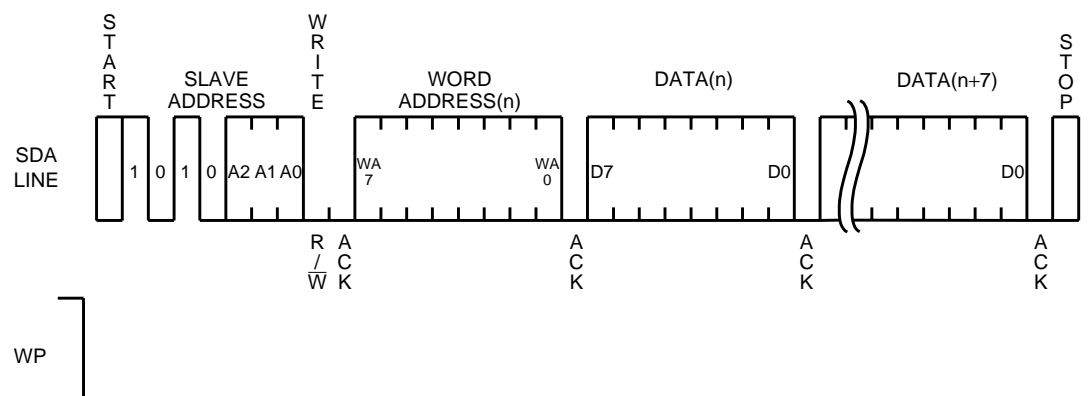 START
WRITE
STOP
SLAVE
ADDRESS
WORD
ADDRESS(n)
DATA(n)
DATA(n+7)
SDA
LINE
1 0 1 0 A2 A1 A0
WA
7
WA
0
D7
D0
D0
R/W̅
ACK
ACK
ACK
ACK
WP